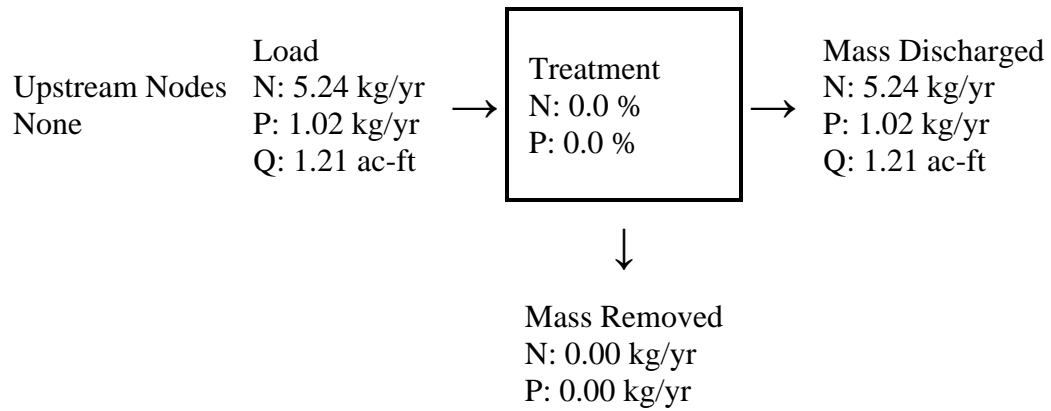 Upstream Nodes
None
Load
N: 5.24 kg/yr
P: 1.02 kg/yr
Q: 1.21 ac-ft
→
Treatment
N: 0.0 %
P: 0.0 %
→
Mass Discharged
N: 5.24 kg/yr
P: 1.02 kg/yr
Q: 1.21 ac-ft
↓
Mass Removed
N: 0.00 kg/yr
P: 0.00 kg/yr